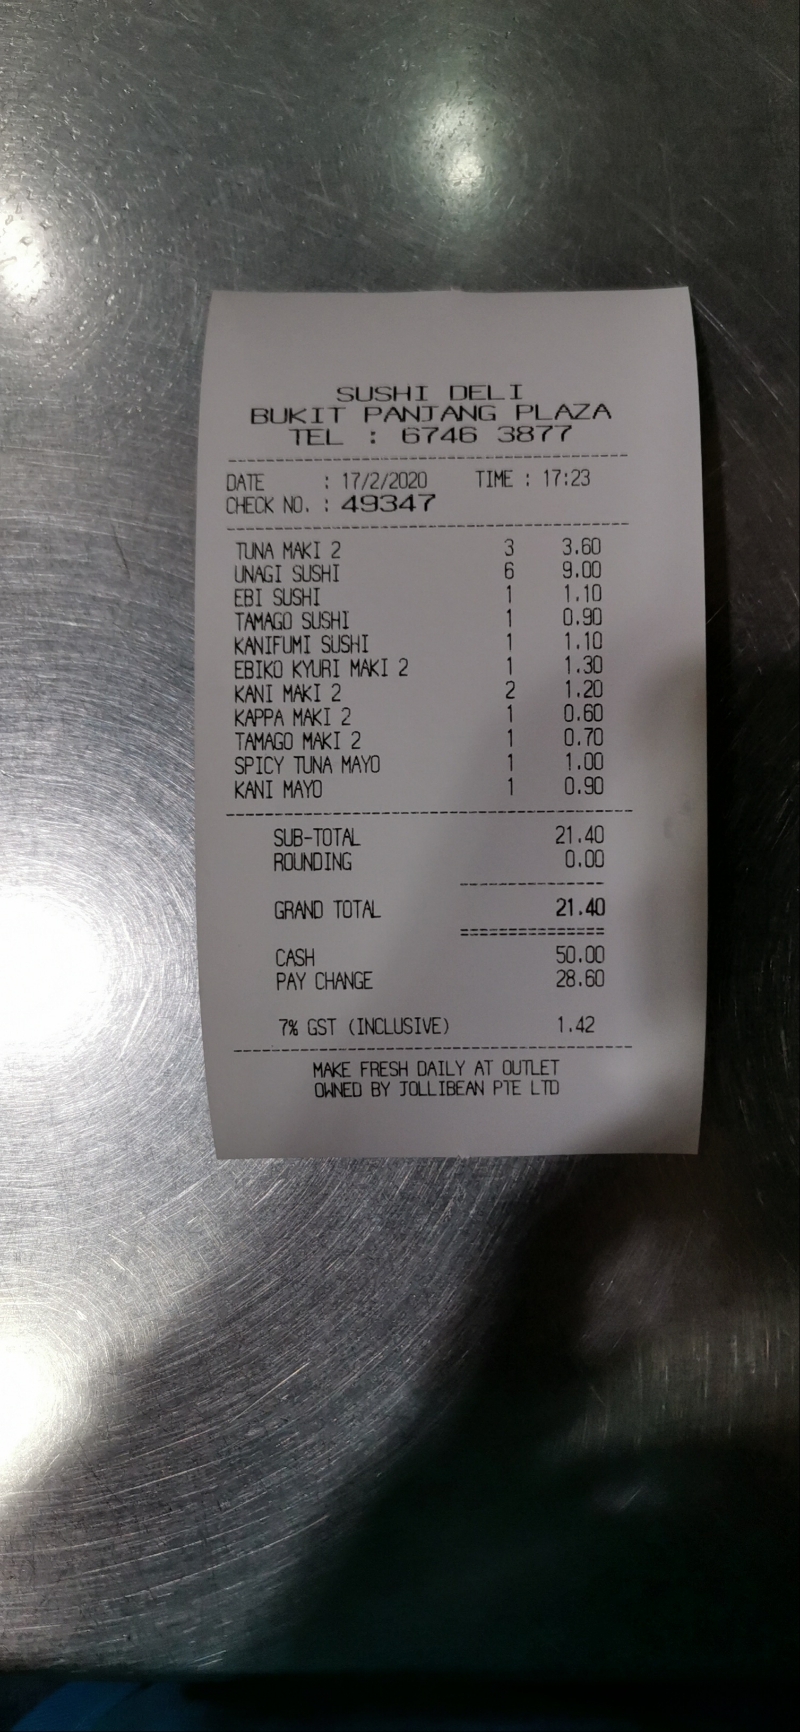 SUSHI DELI
BUKIT PANJANG PLAZA
TEL : 6746 3877
DATE : 17/2/2020 TIME : 17:23
CHECK NO. : 49347
TUNA MAKI 2 3 3.60
UNAGI SUSHI 6 9.00
EBI SUSHI 1 1.10
TAMAGO SUSHI 1 0.90
KANIFUMI SUSHI 1 1.10
EBIKO KYURI MAKI 2 1 1.30
KANI MAKI 2 2 1.20
KAPPA MAKI 2 1 0.60
TAMAGO MAKI 2 1 0.70
SPICY TUNA MAYO 1 1.00
KANI MAYO 1 0.90
SUB-TOTAL 21.40
ROUNDING 0.00
GRAND TOTAL 21.40
CASH 50.00
PAY CHANGE 28.60
7% GST (INCLUSIVE) 1.42
MAKE FRESH DAILY AT OUTLET
OWNED BY JOLLIBEAN PTE LTD